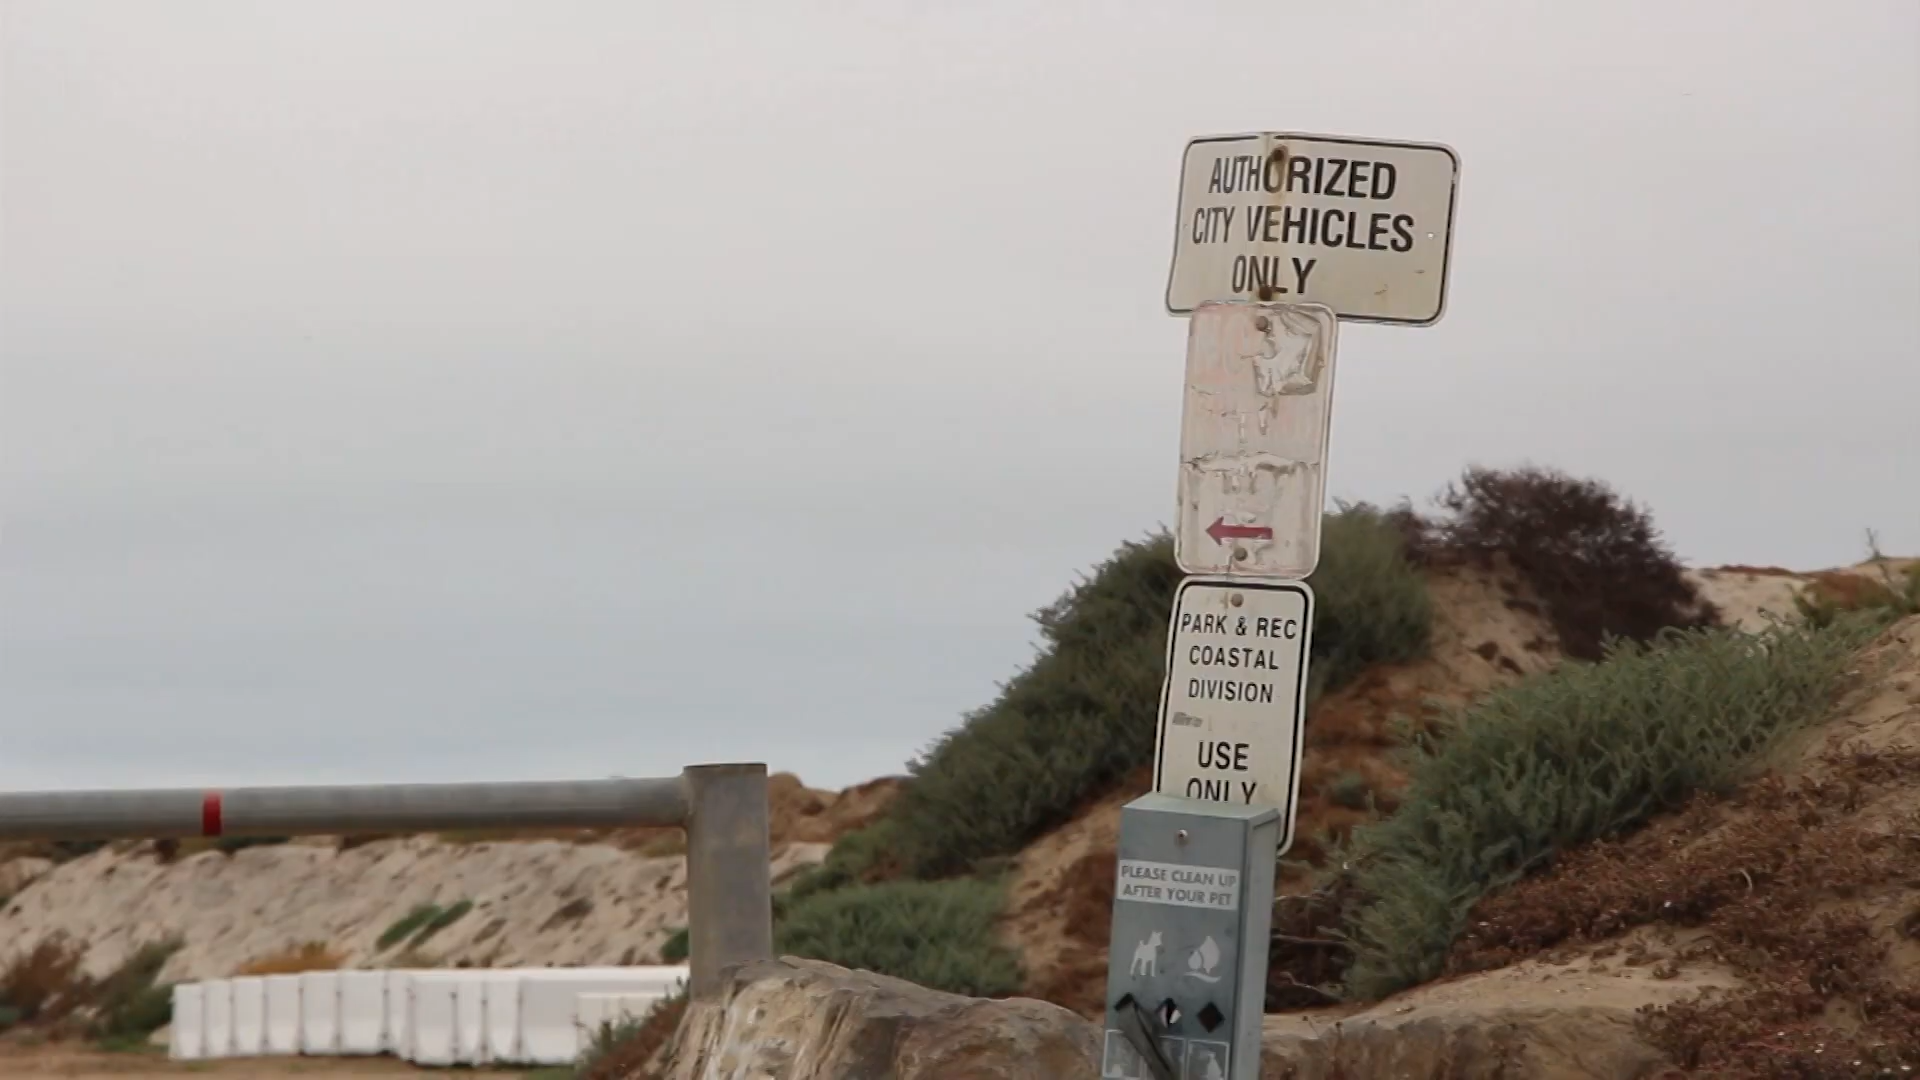 AUTHORIZED
CITY VEHICLES
ONLY
PARK & REC
COASTAL
DIVISION
USE
ONLY
PLEASE CLEAN UP
AFTER YOUR PET